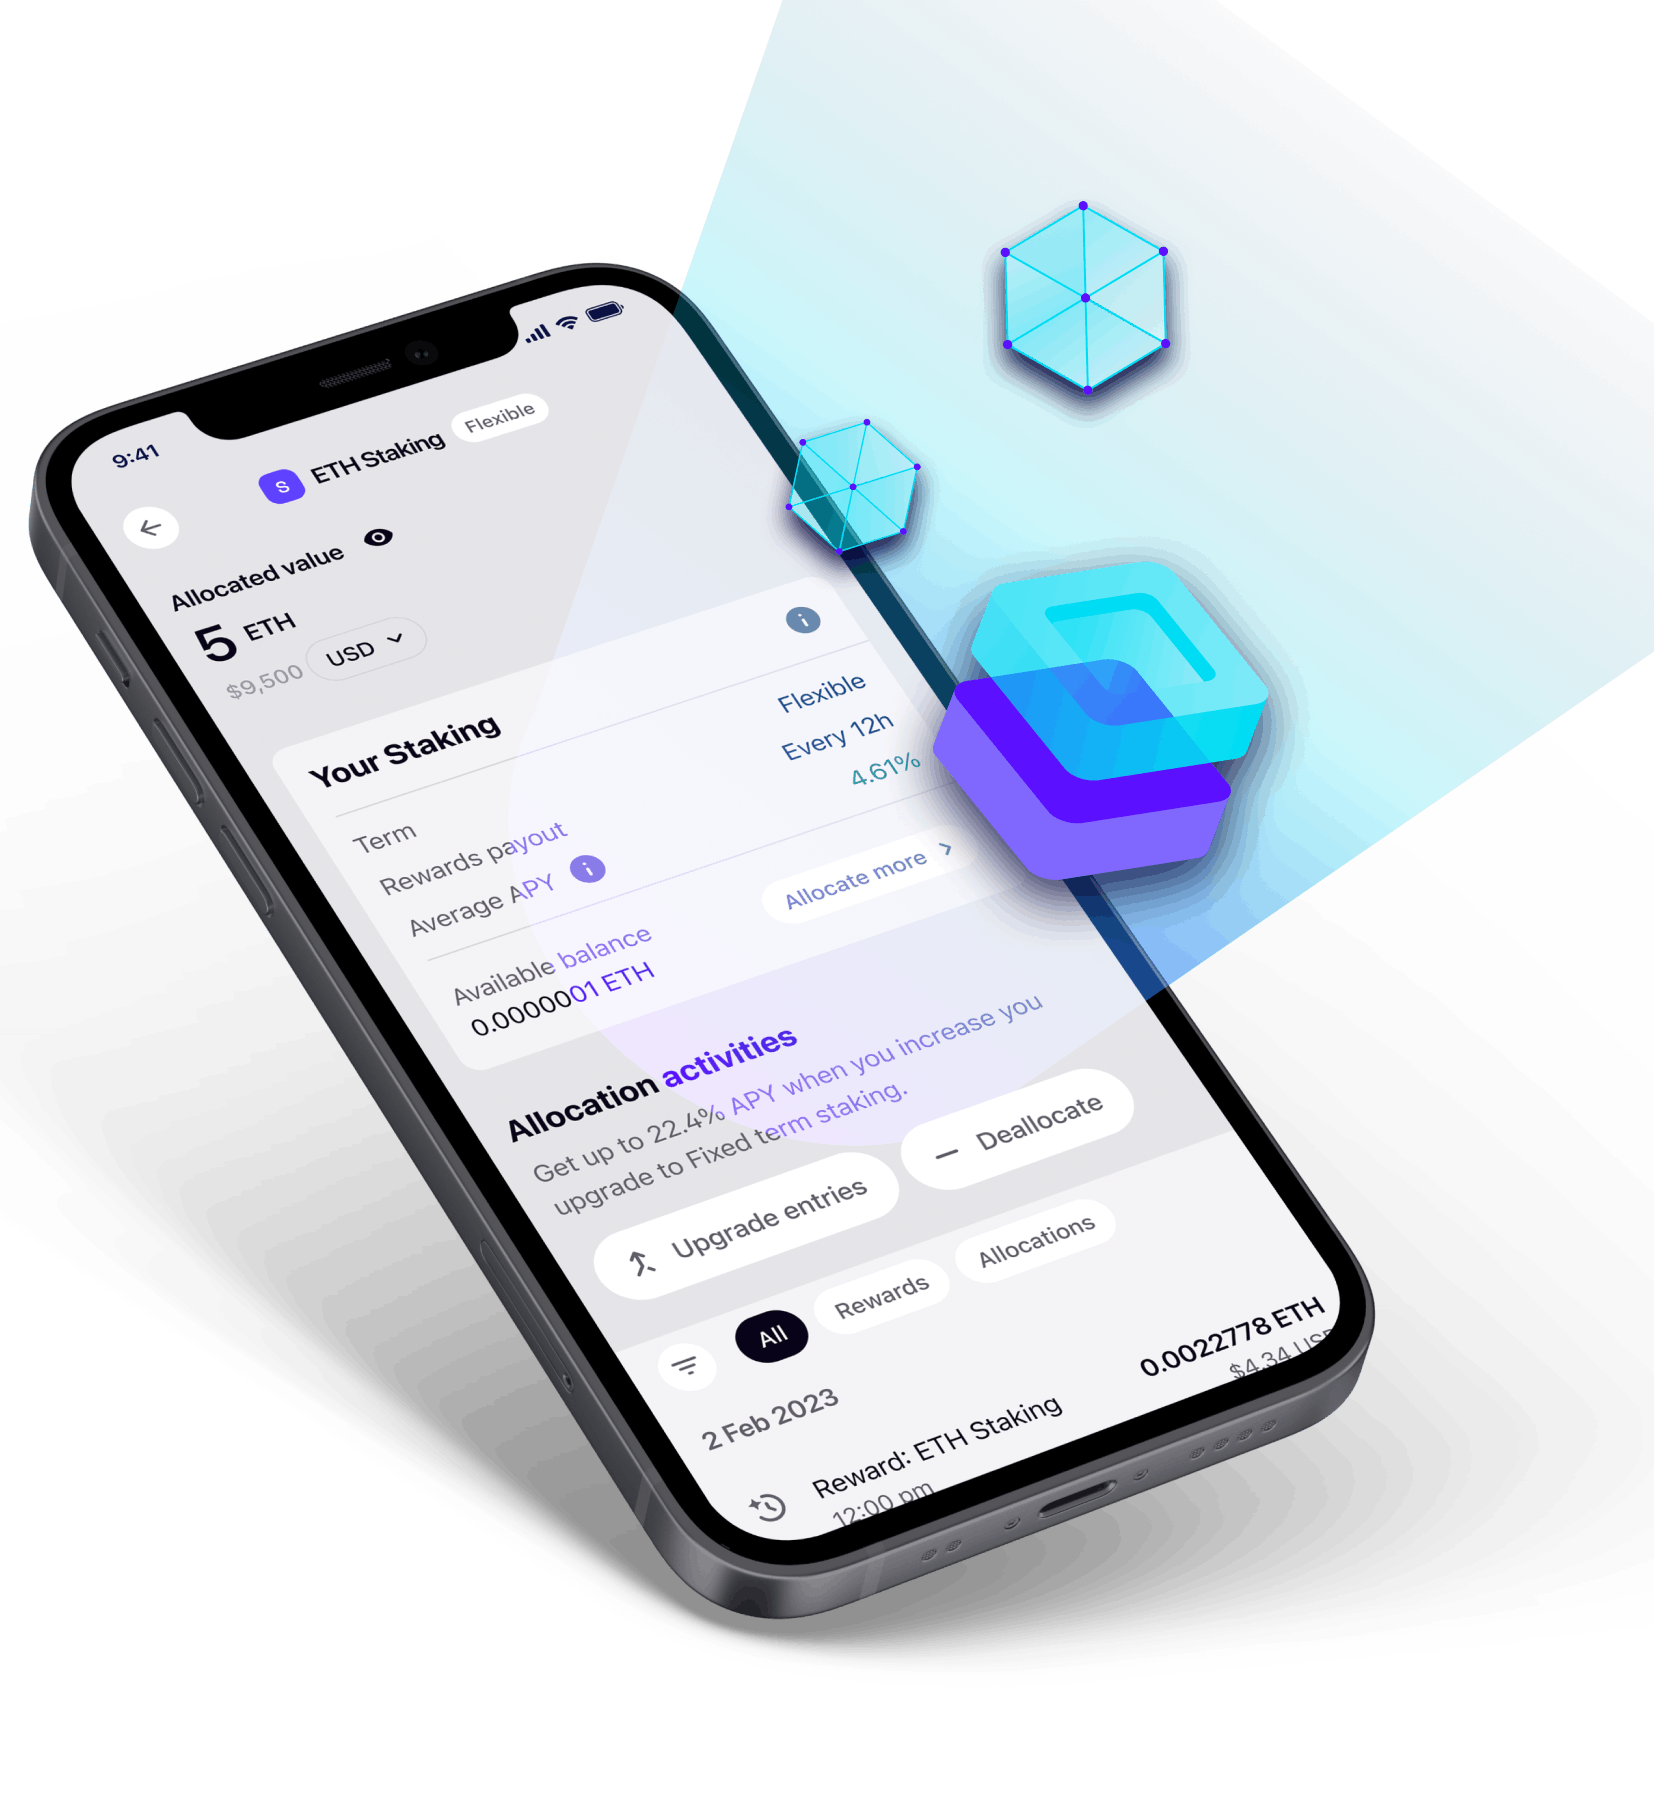 9:41
S ETH Staking Flexible
Allocated value
5 ETH
$9,500 USD
Your Staking
Term Flexible
Rewards payout Every 12h
Average APY 4.61%
Available balance Allocate more
0.0000001 ETH
Allocation activities
Get up to 22.4% APY when you increase you
upgrade to Fixed term staking.
Upgrade entries Deallocate
All Rewards Allocations
2 Feb 2023
Reward: ETH Staking 0.0022778 ETH
12:00 pm $4.34 USD